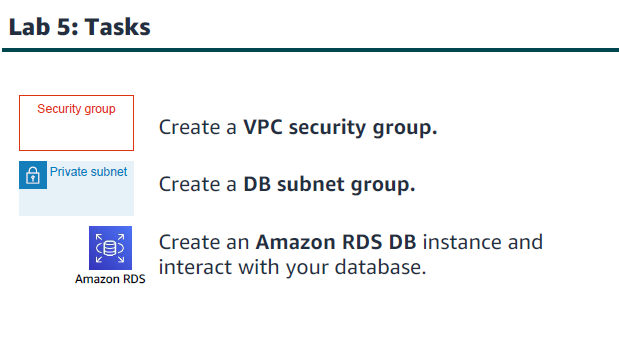 Lab 5: Tasks
Security group
Create a VPC security group.
Private subnet
Create a DB subnet group.
Amazon RDS
Create an Amazon RDS DB instance and
interact with your database.